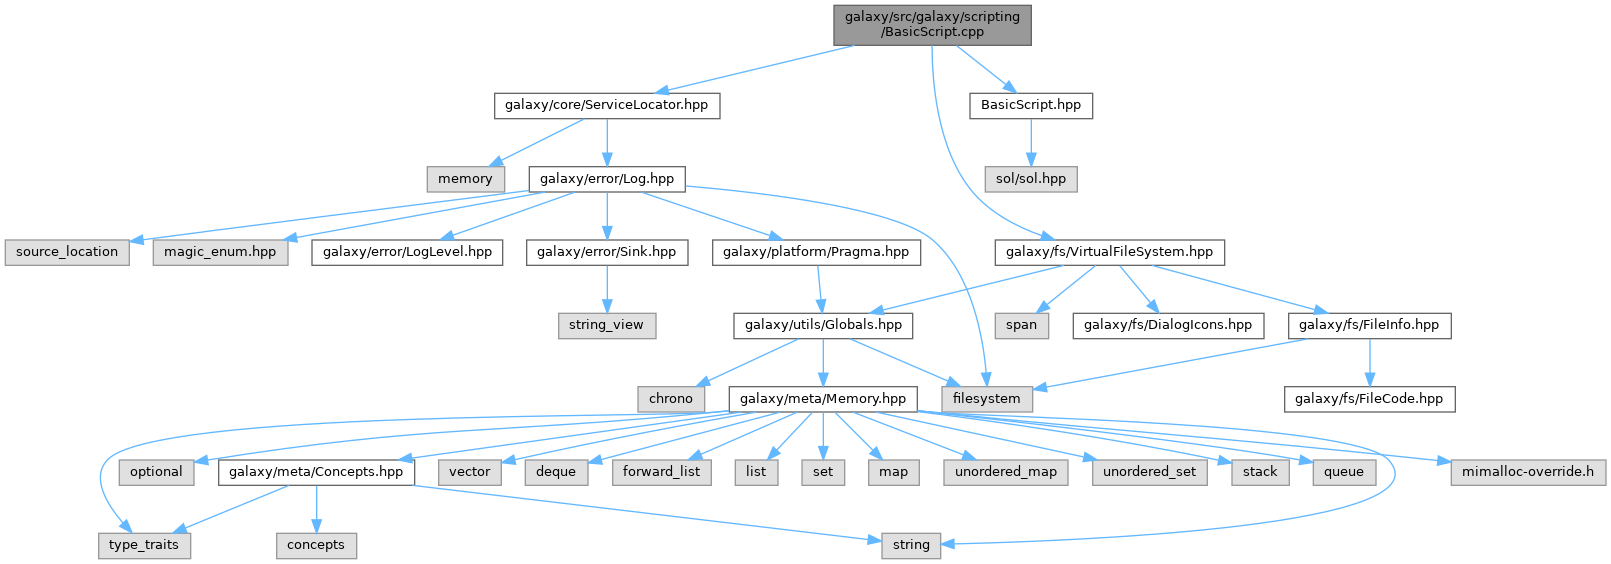 galaxy/src/galaxy/scripting
/BasicScript.cpp
galaxy/core/ServiceLocator.hpp
BasicScript.hpp
memory
galaxy/error/Log.hpp
sol/sol.hpp
source_location
magic_enum.hpp
galaxy/error/LogLevel.hpp
galaxy/error/Sink.hpp
galaxy/platform/Pragma.hpp
galaxy/fs/VirtualFileSystem.hpp
string_view
galaxy/utils/Globals.hpp
span
galaxy/fs/DialogIcons.hpp
galaxy/fs/FileInfo.hpp
chrono
galaxy/meta/Memory.hpp
filesystem
galaxy/fs/FileCode.hpp
optional
galaxy/meta/Concepts.hpp
vector
deque
forward_list
list
set
map
unordered_map
unordered_set
stack
queue
mimalloc-override.h
type_traits
concepts
string